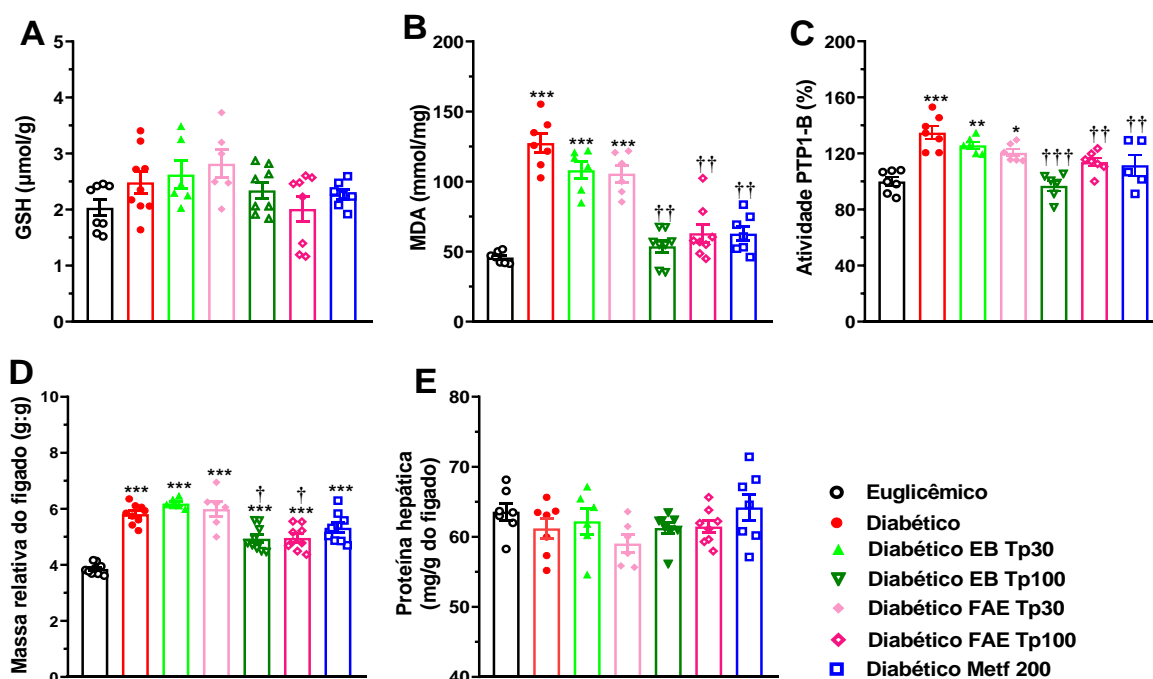 A
GSH (µmol/g)
5
4
3
2
1
0
B
MDA (mmol/mg)
200
150
100
50
0
***
***
***
††
††
††
C
Atividade PTP1-B (%)
200
160
120
80
40
0
***
**
*
†††
††
††
D
Massa relativa do figado (g:g)
10
8
6
4
2
0
***
***
***
†
***
†
***
***
E
Proteína hepática
(mg/g do figado)
80
70
60
50
40
Euglicêmico
Diabético
Diabético EB Tp30
Diabético EB Tp100
Diabético FAE Tp30
Diabético FAE Tp100
Diabético Metf 200